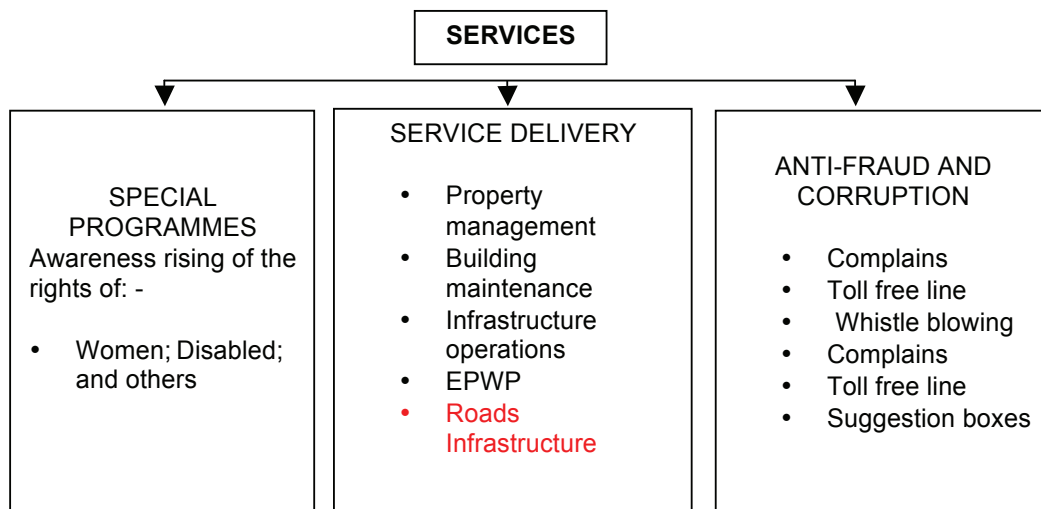 SERVICES
SPECIAL
PROGRAMMES
Awareness rising of the
rights of: -
• Women; Disabled;
and others
SERVICE DELIVERY
• Property
management
• Building
maintenance
• Infrastructure
operations
• EPWP
• Roads
Infrastructure
ANTI-FRAUD AND
CORRUPTION
• Complains
• Toll free line
• Whistle blowing
• Complains
• Toll free line
• Suggestion boxes